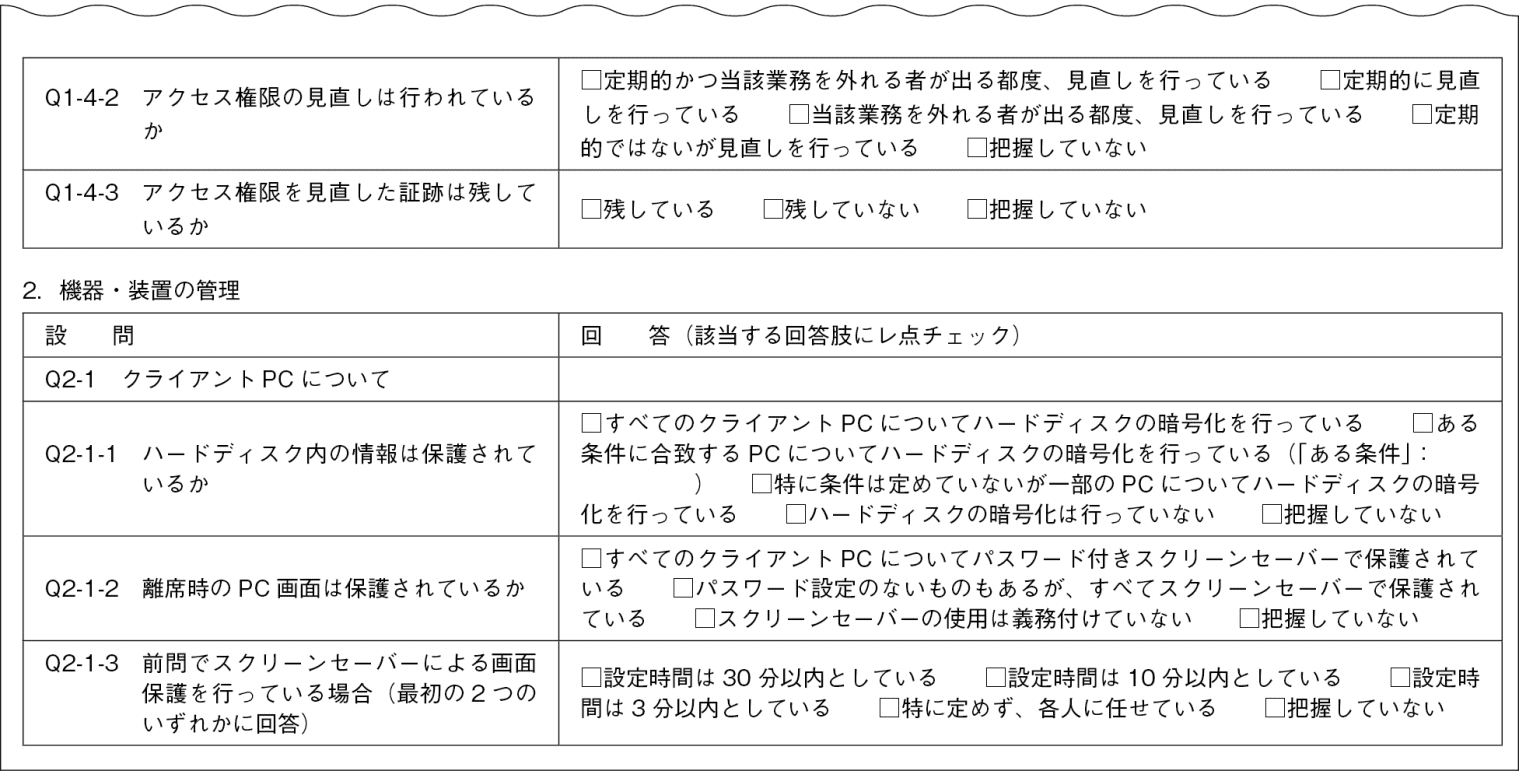 Q1-4-2　アクセス権限の見直しは行われている
か
□定期的かつ当該業務を外れる者が出る都度、見直しを行っている　　□定期的に見直
しを行っている　　□当該業務を外れる者が出る都度、見直しを行っている　　□定期
的ではないが見直しを行っている　　□把握していない
Q1-4-3　アクセス権限を見直した証跡は残して
いるか
□残している　　□残していない　　□把握していない
2. 機器・装置の管理
設　　問
回　　答（該当する回答肢にレ点チェック）
Q2-1　クライアント PC について
Q2-1-1　ハードディスク内の情報は保護されて
いるか
□すべてのクライアント PC についてハードディスクの暗号化を行っている　　□ある
条件に合致する PC についてハードディスクの暗号化を行っている（「ある条件」：
　　　　　）　　□特に条件は定めていないが一部の PC についてハードディスクの暗号
化を行っている　　□ハードディスクの暗号化は行っていない　　□把握していない
Q2-1-2　離席時の PC 画面は保護されているか
□すべてのクライアント PC についてパスワード付きスクリーンセーバーで保護されて
いる　　□パスワード設定のないものもあるが、すべてスクリーンセーバーで保護され
ている　　□スクリーンセーバーの使用は義務付けていない　　□把握していない
Q2-1-3　前問でスクリーンセーバーによる画面
保護を行っている場合（最初の 2 つの
いずれかに回答）
□設定時間は 30 分以内としている　　□設定時間は 10 分以内としている　　□設定時
間は 3 分以内としている　　□特に定めず、各人に任せている　　□把握していない